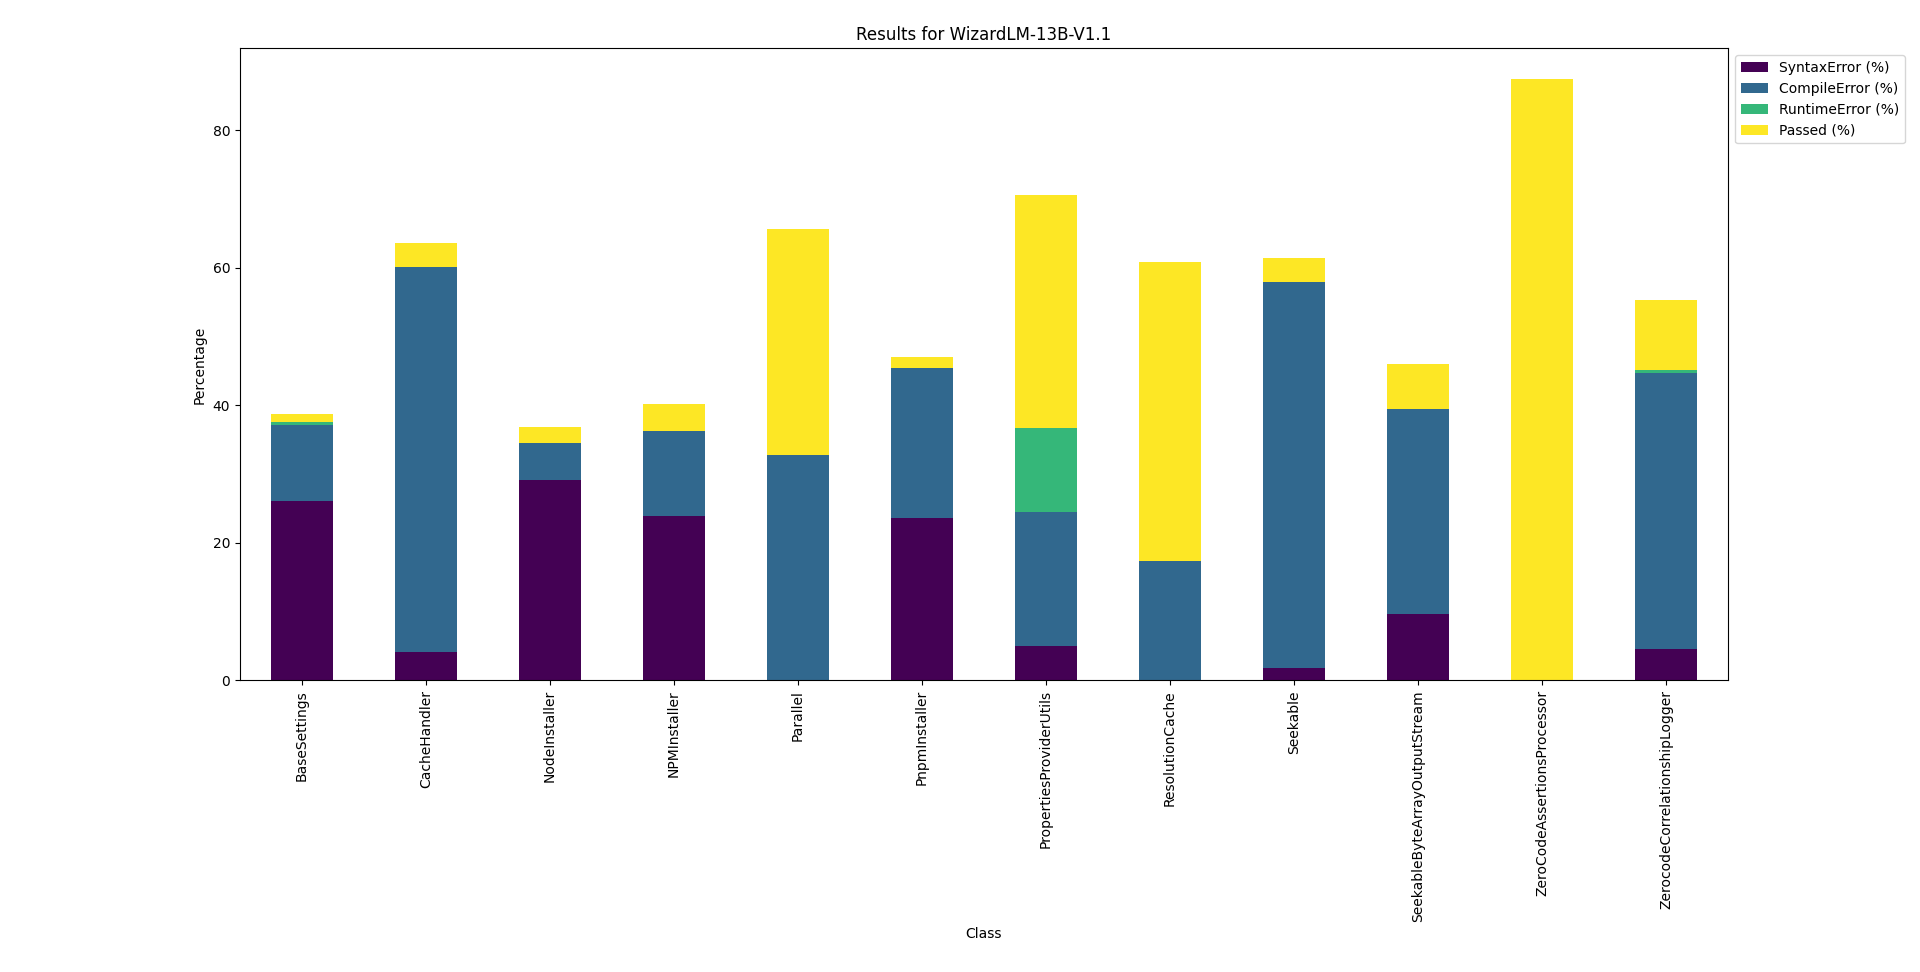 Results for WizardLM-13B-V1.1
SyntaxError (%)
CompileError (%)
RuntimeError (%)
Passed (%)
Percentage
80
60
40
20
0
BaseSettings
CacheHandler
NodeInstaller
NPMInstaller
Parallel
PnpmInstaller
PropertiesProviderUtils
ResolutionCache
Seekable
SeekableByteArrayOutputStream
ZeroCodeAssertionsProcessor
ZerocodeCorrelationshipLogger
Class